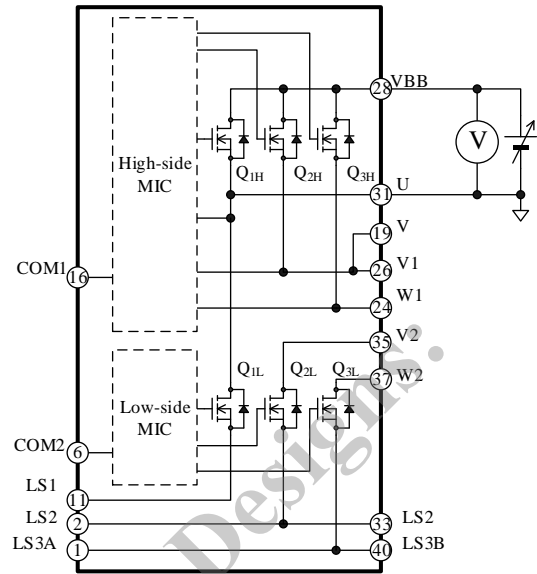 28 VBB
V
High-side
MIC
Q1H
Q2H
Q3H
31 U
19 V
COM1
16
26 V1
24 W1
35 V2
Low-side
MIC
Q1L
Q2L
Q3L
37 W2
COM2
6
LS1
11
LS2
2
33 LS2
LS3A
1
40 LS3B
Designs.